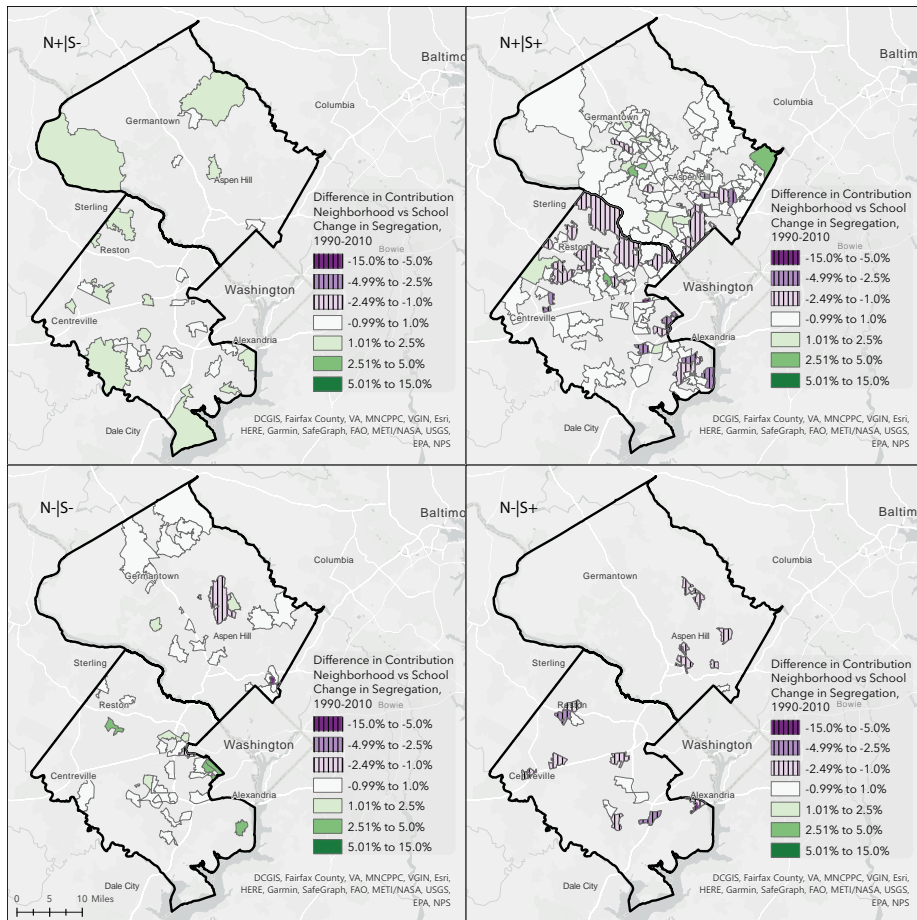 N+|S-
Baltimo
Columbia
Germantown
Aspen Hill
Sterling
Reston
Bowie
Washington
Centreville
Alexandria
Dale City
Difference in Contribution
Neighborhood vs School
Change in Segregation,
1990-2010
-15.0% to -5.0%
-4.99% to -2.5%
-2.49% to -1.0%
-0.99% to 1.0%
1.01% to 2.5%
2.51% to 5.0%
5.01% to 15.0%
DCGIS, Fairfax County, VA, MNCPPC, VGIN, Esri,
HERE, Garmin, SafeGraph, FAO, METI/NASA, USGS,
EPA, NPS
N+|S+
Baltim
Columbia
Germantown
Aspen Hill
Sterling
Reston
Bowie
Washington
Centreville
Alexandria
Dale City
Difference in Contribution
Neighborhood vs School
Change in Segregation,
1990-2010
-15.0% to -5.0%
-4.99% to -2.5%
-2.49% to -1.0%
-0.99% to 1.0%
1.01% to 2.5%
2.51% to 5.0%
5.01% to 15.0%
DCGIS, Fairfax County, VA, MNCPPC, VGIN, Esri,
HERE, Garmin, SafeGraph, FAO, METI/NASA, USGS,
EPA, NPS
N-|S-
Baltimo
Columbia
Germantown
Aspen Hill
Sterling
Reston
Bowie
Washington
Centreville
Alexandria
Dale City
Difference in Contribution
Neighborhood vs School
Change in Segregation,
1990-2010
-15.0% to -5.0%
-4.99% to -2.5%
-2.49% to -1.0%
-0.99% to 1.0%
1.01% to 2.5%
2.51% to 5.0%
5.01% to 15.0%
0 5 10 Miles
DCGIS, Fairfax County, VA, MNCPPC, VGIN, Esri,
HERE, Garmin, SafeGraph, FAO, METI/NASA, USGS,
EPA, NPS
N-|S+
Baltim
Columbia
Germantown
Aspen Hill
Sterling
Reston
Bowie
Washington
Centreville
Alexandria
Dale City
Difference in Contribution
Neighborhood vs School
Change in Segregation,
1990-2010
-15.0% to -5.0%
-4.99% to -2.5%
-2.49% to -1.0%
-0.99% to 1.0%
1.01% to 2.5%
2.51% to 5.0%
5.01% to 15.0%
DCGIS, Fairfax County, VA, MNCPPC, VGIN, Esri,
HERE, Garmin, SafeGraph, FAO, METI/NASA, USGS,
EPA, NPS